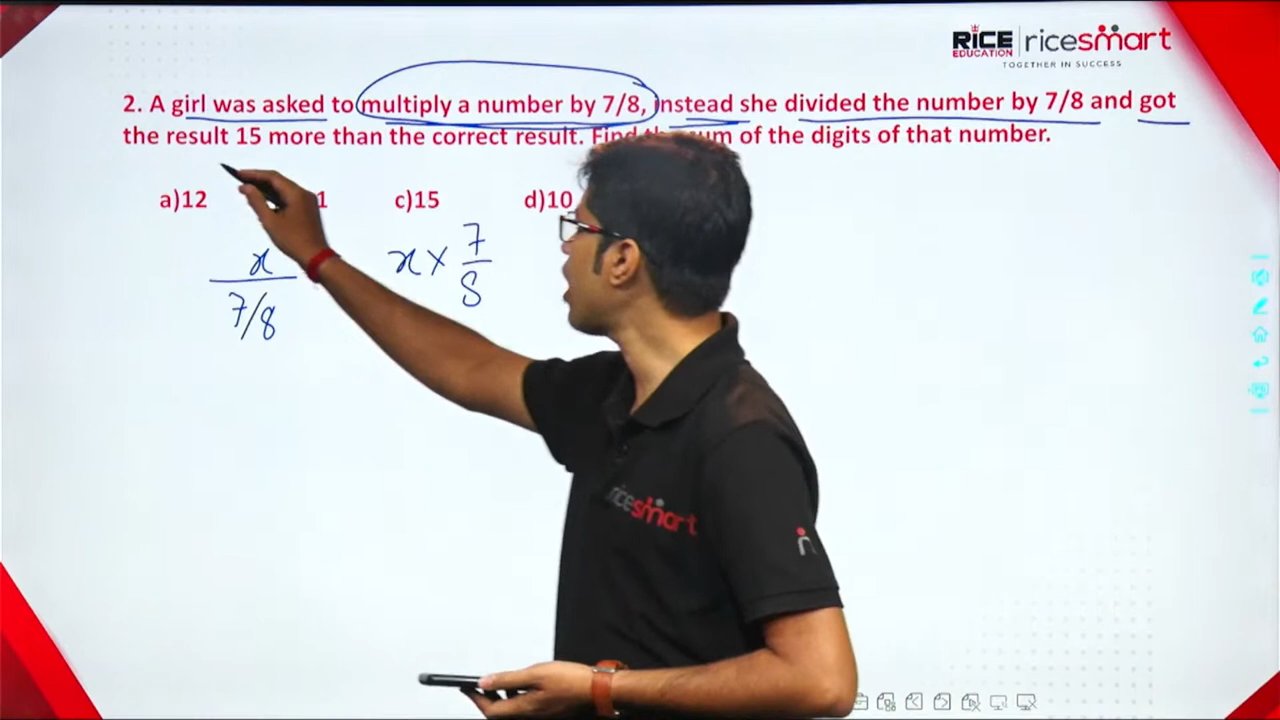 RICE EDUCATION ricesmart
TOGETHER IN SUCCESS
2. A girl was asked to multiply a number by 7/8, instead she divided the number by 7/8 and got
the result 15 more than the correct result. Find sum of the digits of that number.
a)12 1 c)15 d)10
x x × 7/8
7/8
ricesmart